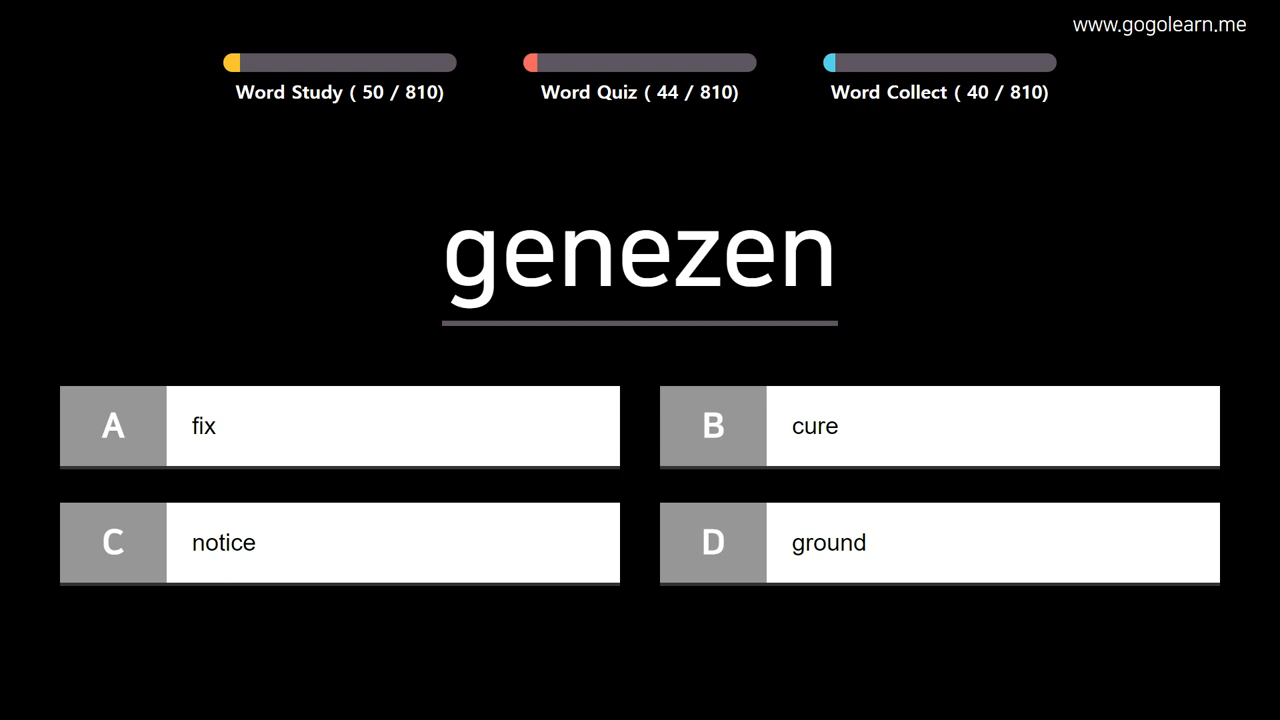 www.gogolearn.me
Word Study ( 50 / 810)
Word Quiz ( 44 / 810)
Word Collect ( 40 / 810)
genezen
A fix
B cure
C notice
D ground